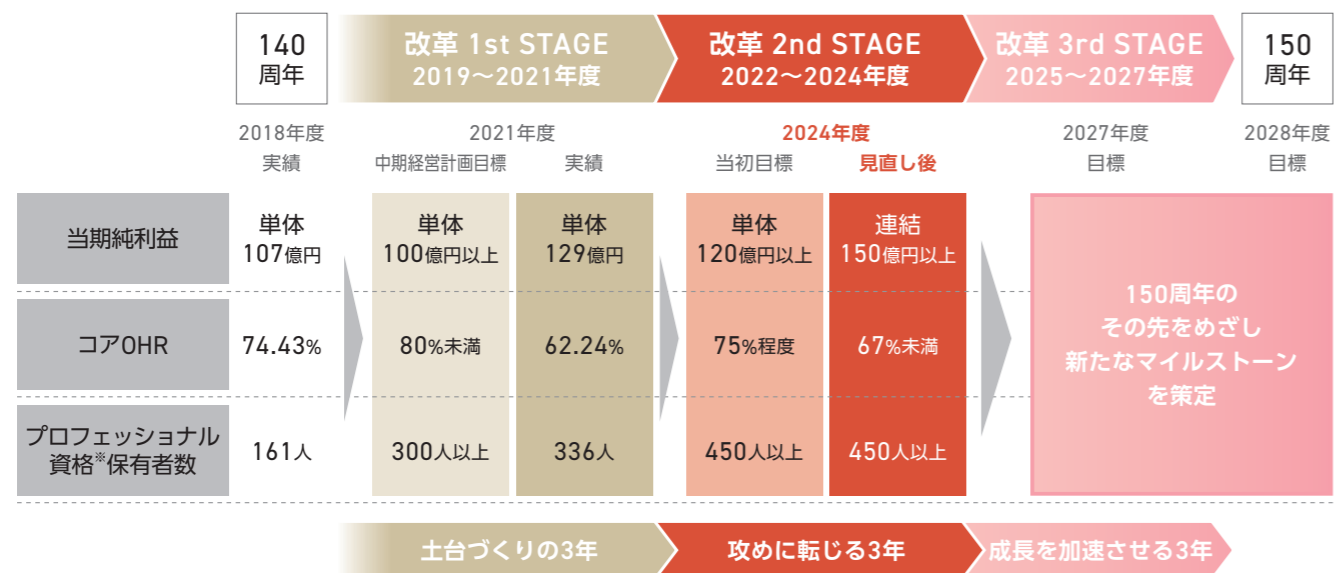 140
周年
改革 1st STAGE
2019～2021年度
改革 2nd STAGE
2022～2024年度
改革 3rd STAGE
2025～2027年度
150
周年
2018年度
実績
2021年度
中期経営計画目標
実績
2024年度
当初目標
見直し後
2027年度
目標
2028年度
目標
当期純利益
単体
107億円
単体
100億円以上
単体
129億円
単体
120億円以上
連結
150億円以上
コアOHR
74.43%
80%未満
62.24%
75%程度
67%未満
プロフェッショナル
資格※保有者数
161人
300人以上
336人
450人以上
450人以上
150周年の
その先をめざし
新たなマイルストーン
を策定
土台づくりの3年
攻めに転じる3年
成長を加速させる3年